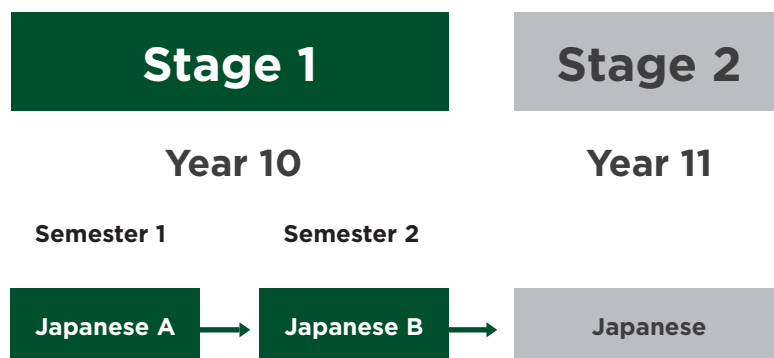 Stage 1 Stage 2
Year 10 Year 11
Semester 1 Semester 2
Japanese A Japanese B Japanese